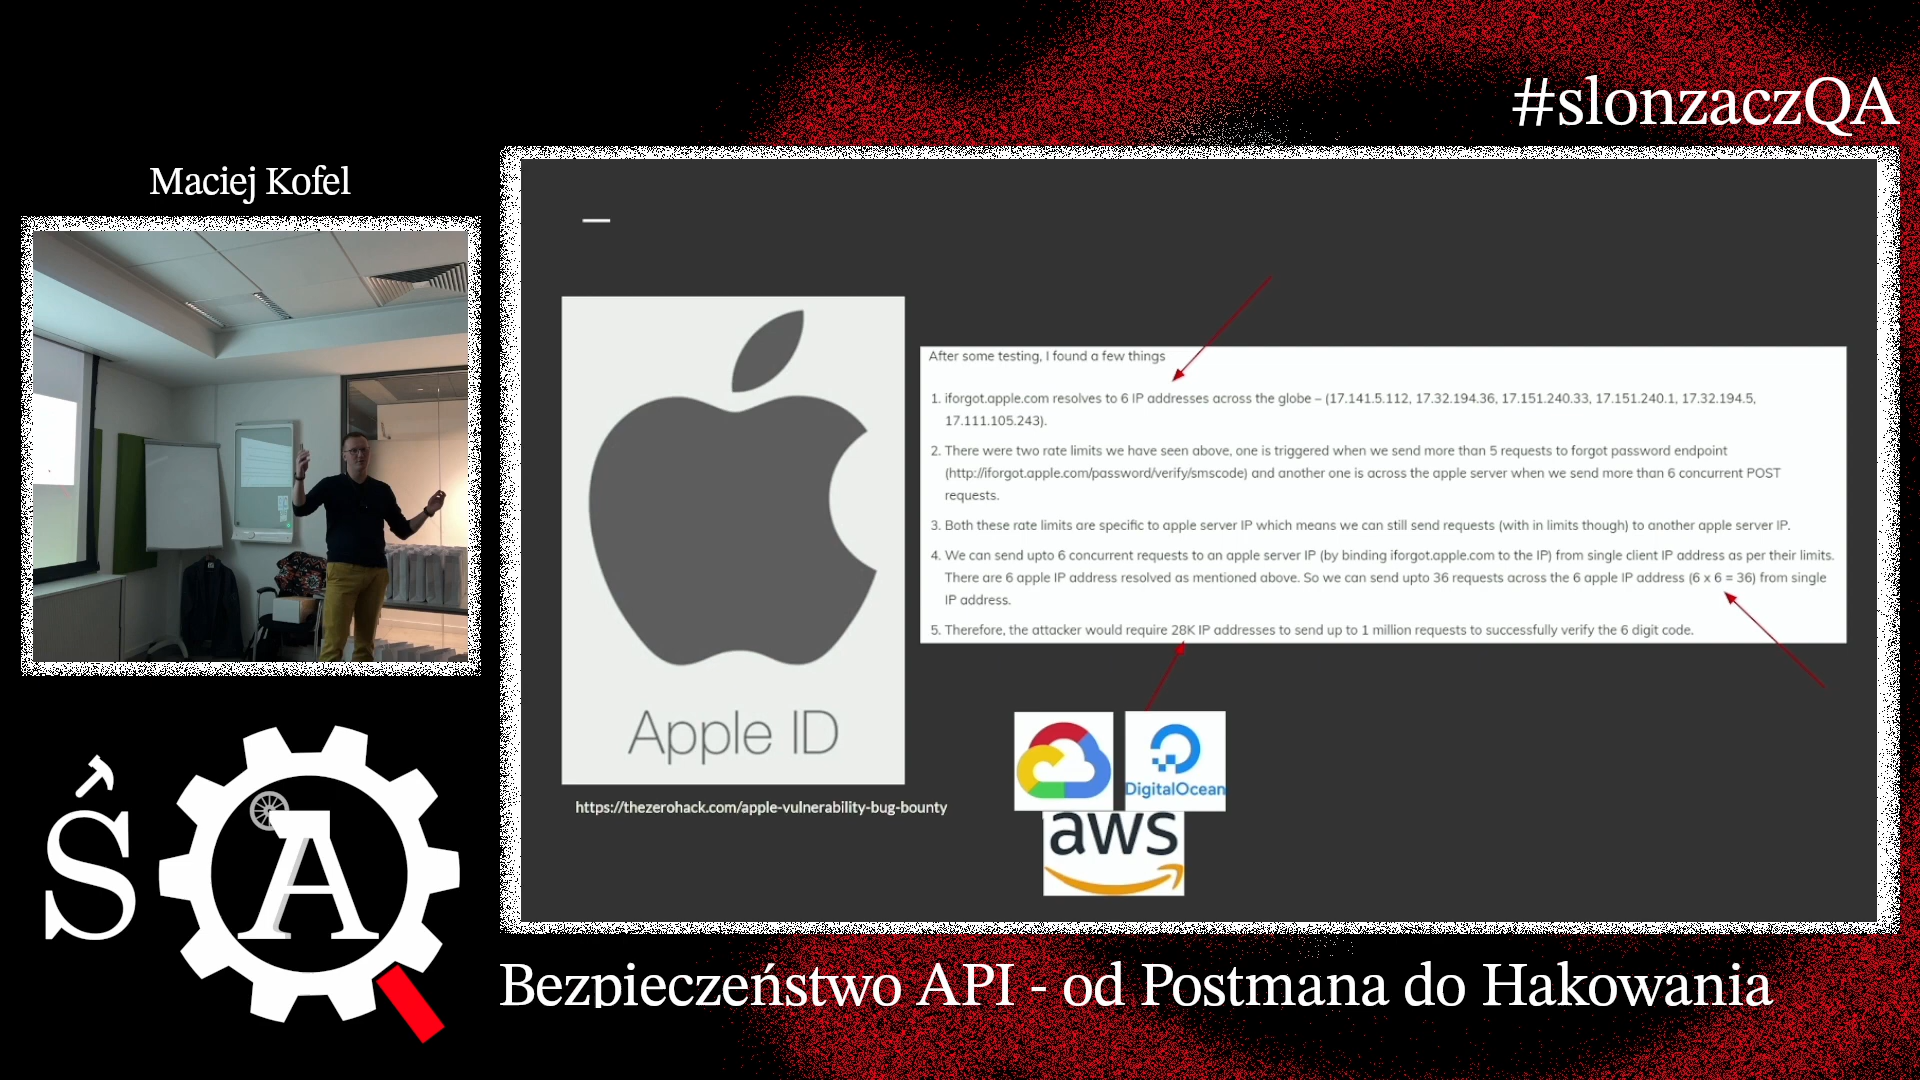 #slonzaczQA
Maciej Kofel
After some testing, I found a few things
1. iforgot.apple.com resolves to 6 IP addresses across the globe – (17.141.5.112, 17.32.194.36, 17.151.240.33, 17.151.240.1, 17.32.194.5,
17.111.105.243).
2. There were two rate limits we have seen above, one is triggered when we send more than 5 requests to forgot password endpoint
(http://iforgot.apple.com/password/verify/smscode) and another one is across the apple server when we send more than 6 concurrent POST
requests.
3. Both these rate limits are specific to apple server IP which means we can still send requests (with in limits though) to another apple server IP.
4. We can send upto 6 concurrent requests to an apple server IP (by binding iforgot.apple.com to the IP) from single client IP address as per their limits.
There are 6 apple IP address resolved as mentioned above. So we can send upto 36 requests across the 6 apple IP address (6 x 6 = 36) from single
IP address.
5. Therefore, the attacker would require 28K IP addresses to send up to 1 million requests to successfully verify the 6 digit code.
Apple ID
https://thezerohack.com/apple-vulnerability-bug-bounty
DigitalOcean
aws
ŚA
Bezpieczeństwo API - od Postmana do Hakowania